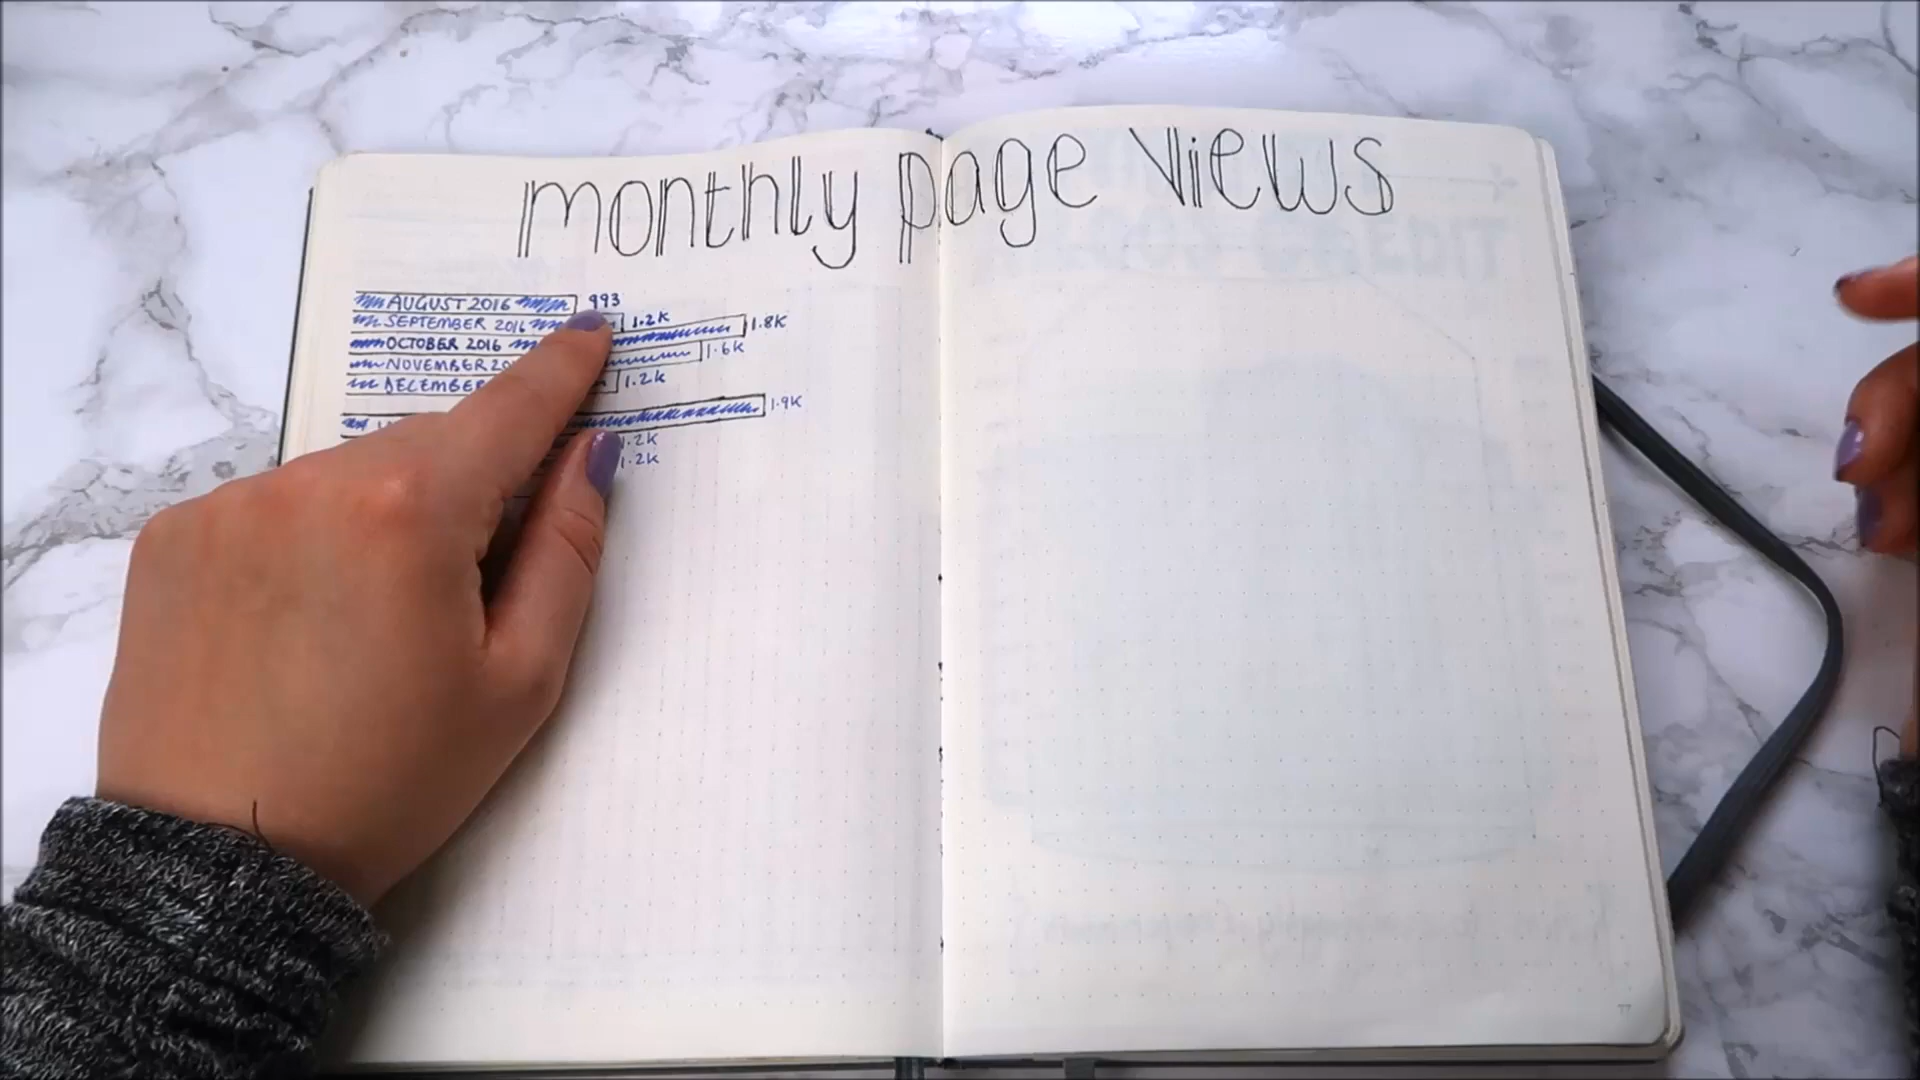 monthly page views
AUGUST 2016 993
SEPTEMBER 2016 1.2K
OCTOBER 2016 1.8K
NOVEMBER 1.6K
DECEMBER 1.2K
1.9K
1.2K
1.2K
77